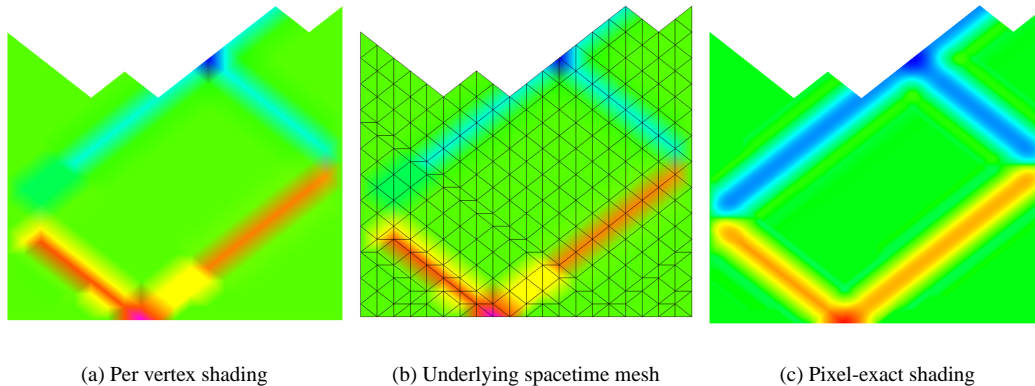 (a) Per vertex shading
(b) Underlying spacetime mesh
(c) Pixel-exact shading